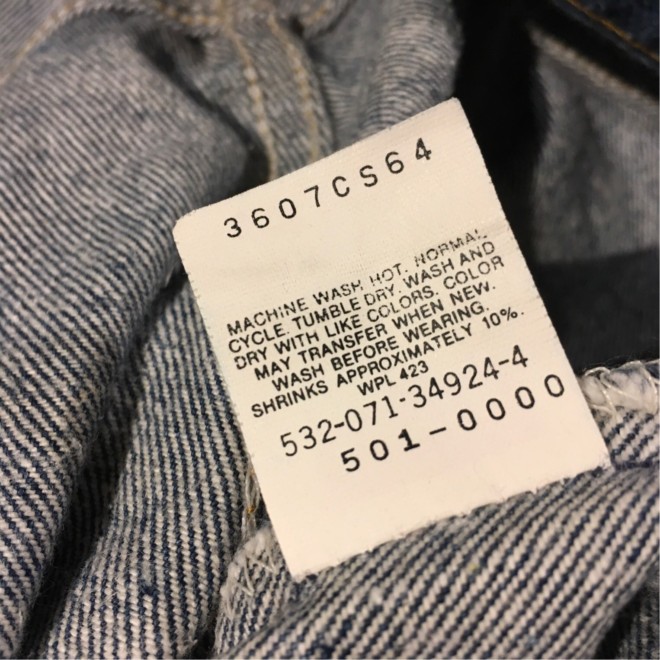 3607CS64
MACHINE WASH HOT, NORMAL
CYCLE. TUMBLE DRY. WASH AND
DRY WITH LIKE COLORS. COLOR
MAY TRANSFER WHEN NEW.
WASH BEFORE WEARING.
SHRINKS APPROXIMATELY 10%.
WPL 423
532-071-34924-4
501-0000